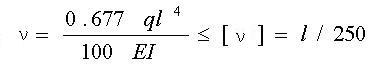 ν = 0.677 ql⁴ / 100 EI ≤ [ ν ] = l / 250